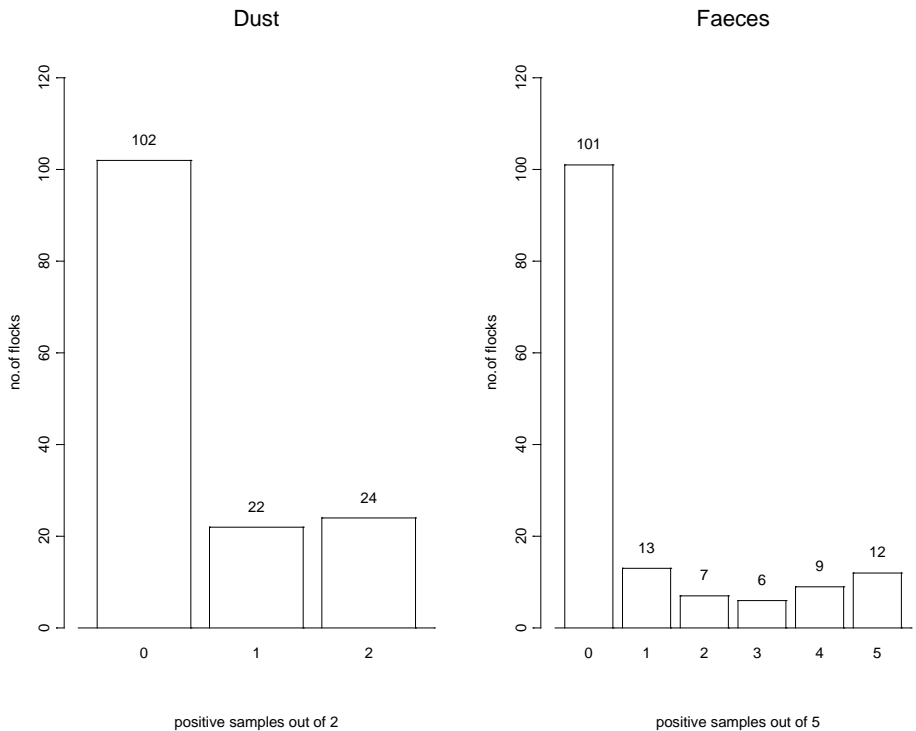 Dust
no.of flocks
0
20
40
60
80
100
120
102
22
24
0 1 2
positive samples out of 2
Faeces
no.of flocks
0
20
40
60
80
100
120
101
13
7
6
9
12
0 1 2 3 4 5
positive samples out of 5